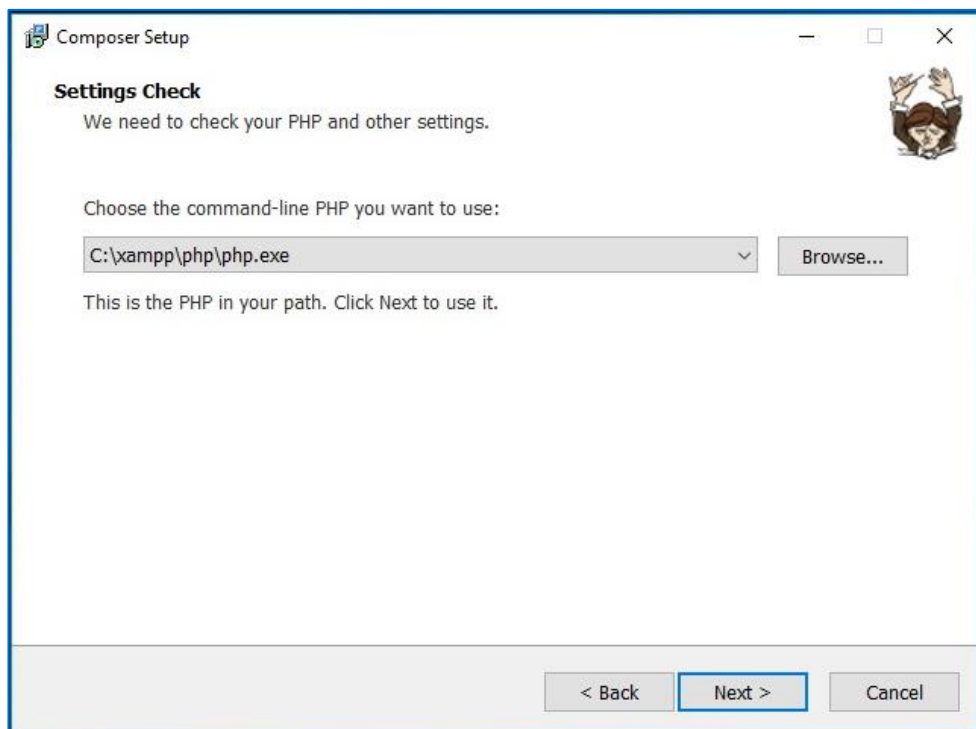 Composer Setup
Settings Check
We need to check your PHP and other settings.
Choose the command-line PHP you want to use:
C:\xampp\php\php.exe
Browse...
This is the PHP in your path. Click Next to use it.
< Back
Next >
Cancel